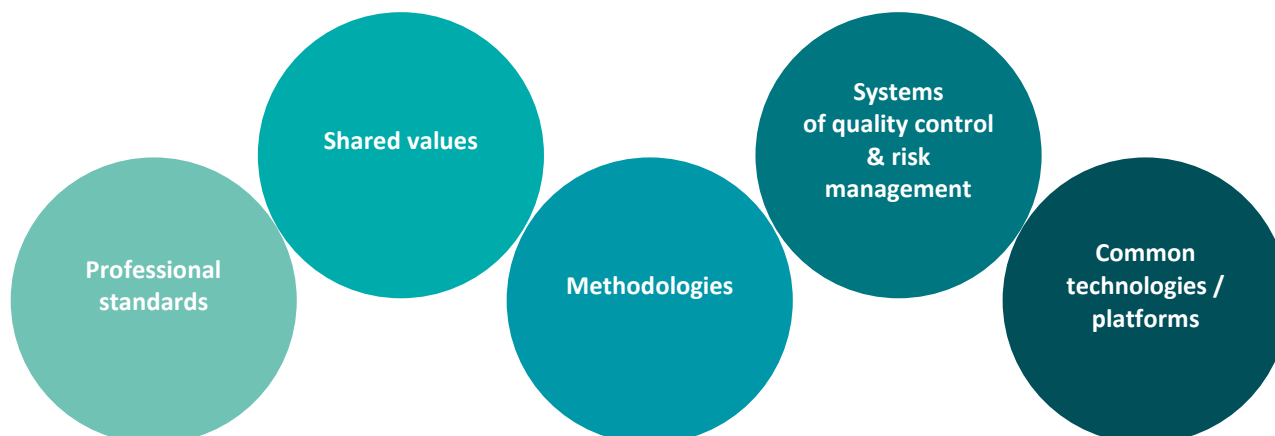 Professional
standards
Shared values
Methodologies
Systems
of quality control
& risk
management
Common
technologies /
platforms